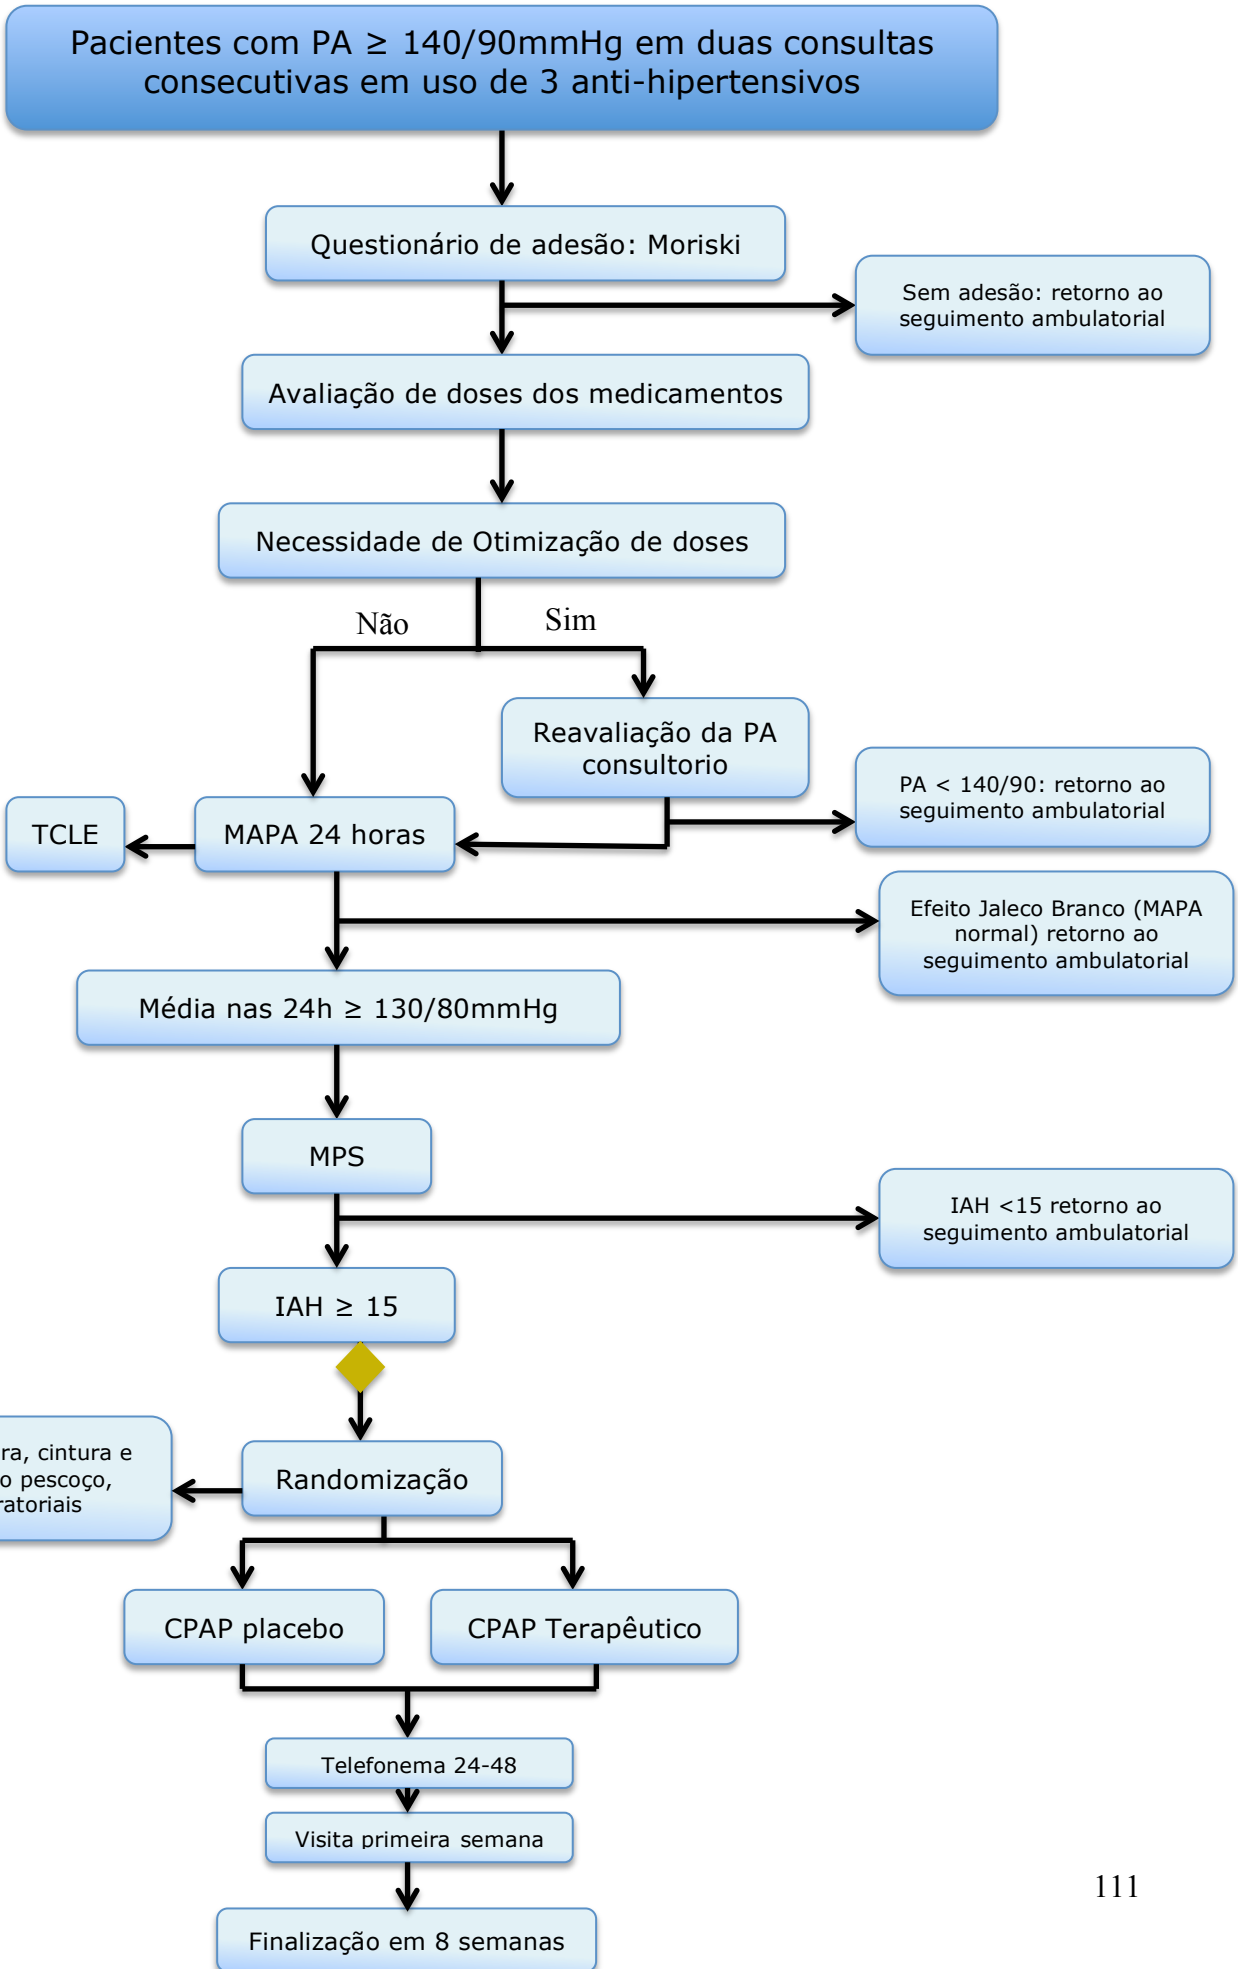 Pacientes com PA ≥ 140/90mmHg em duas consultas
consecutivas em uso de 3 anti-hipertensivos
Questionário de adesão: Moriski
Sem adesão: retorno ao
seguimento ambulatorial
Avaliação de doses dos medicamentos
Necessidade de Otimização de doses
Não
Sim
Reavaliação da PA
consultorio
PA < 140/90: retorno ao
seguimento ambulatorial
TCLE
MAPA 24 horas
Efeito Jaleco Branco (MAPA
normal) retorno ao
seguimento ambulatorial
Média nas 24h ≥ 130/80mmHg
MPS
IAH <15 retorno ao
seguimento ambulatorial
IAH ≥ 15
cintura e
pescoço,
Randomização
CPAP placebo
CPAP Terapêutico
Telefonema 24-48
Visita primeira semana
Finalização em 8 semanas
111